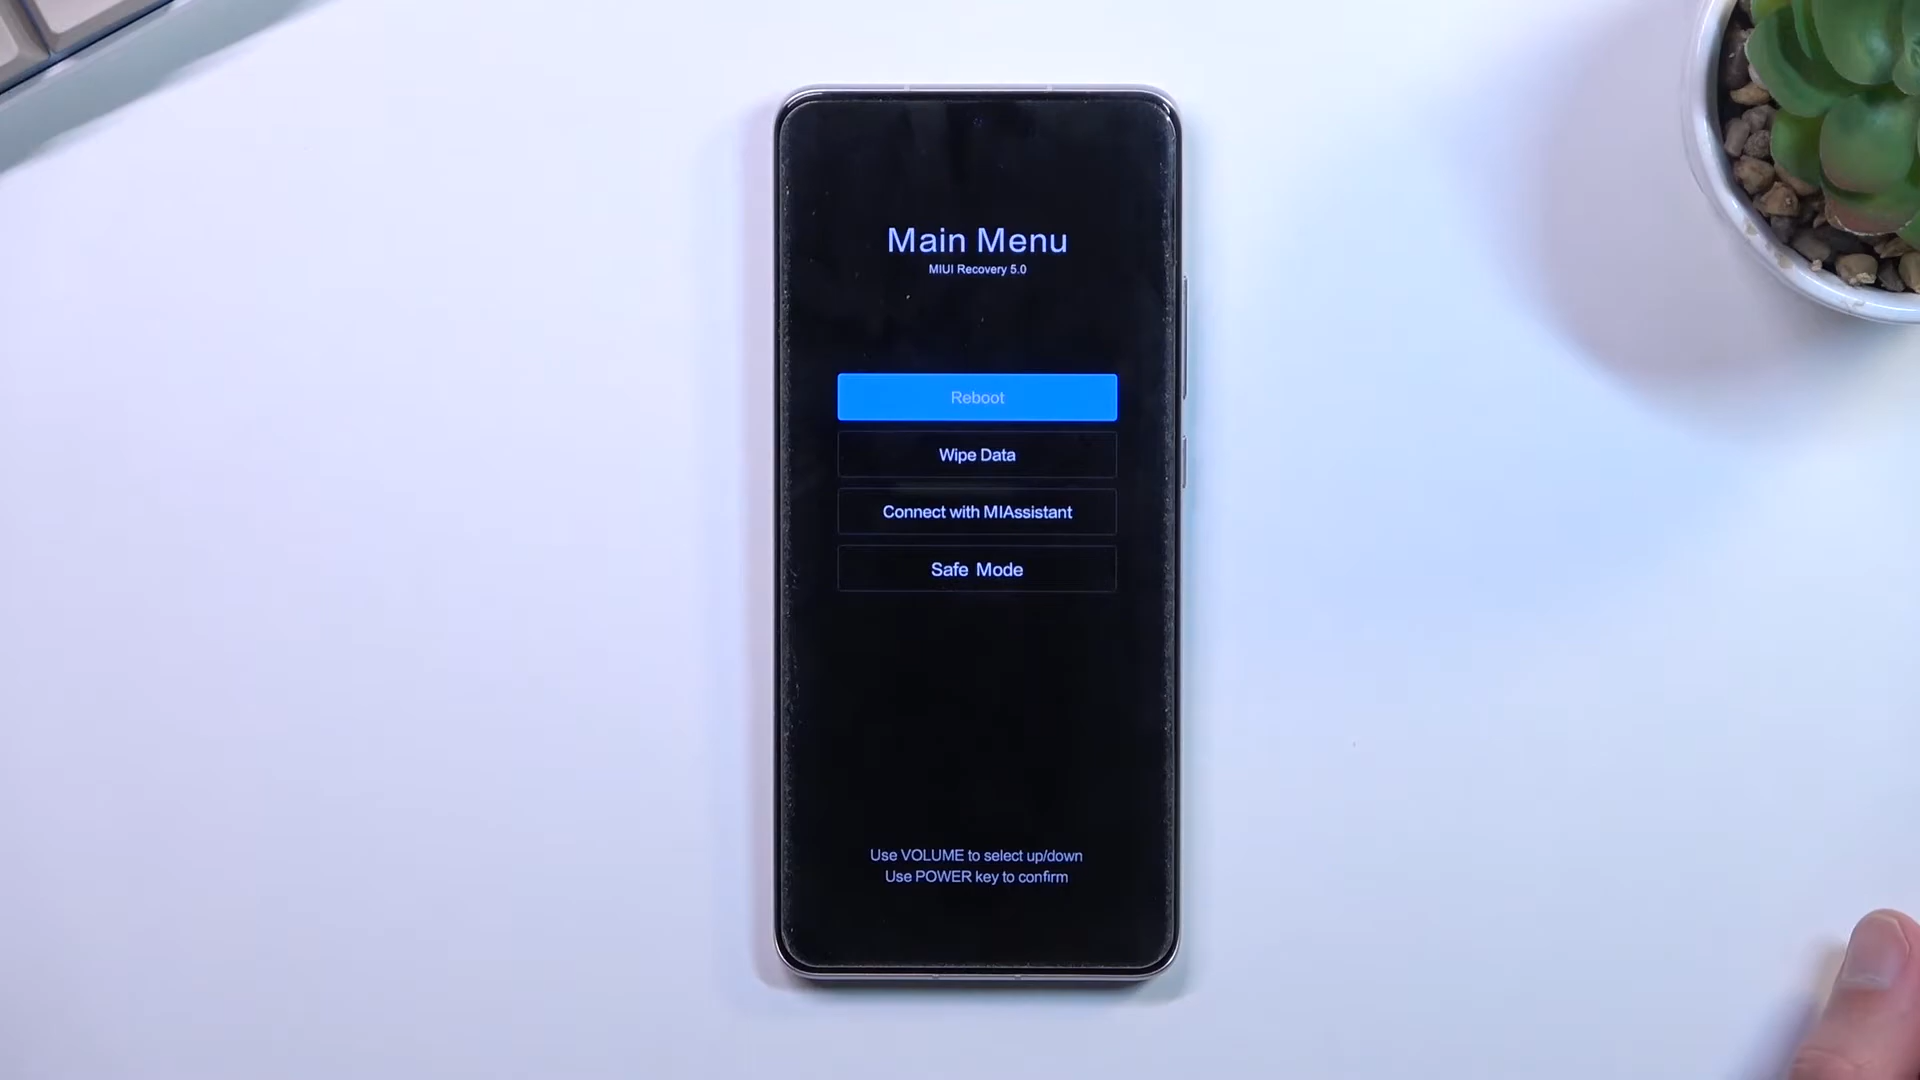 Main Menu
MIUI Recovery 5.0
Reboot
Wipe Data
Connect with MIAssistant
Safe Mode
Use VOLUME to select up/down
Use POWER key to confirm